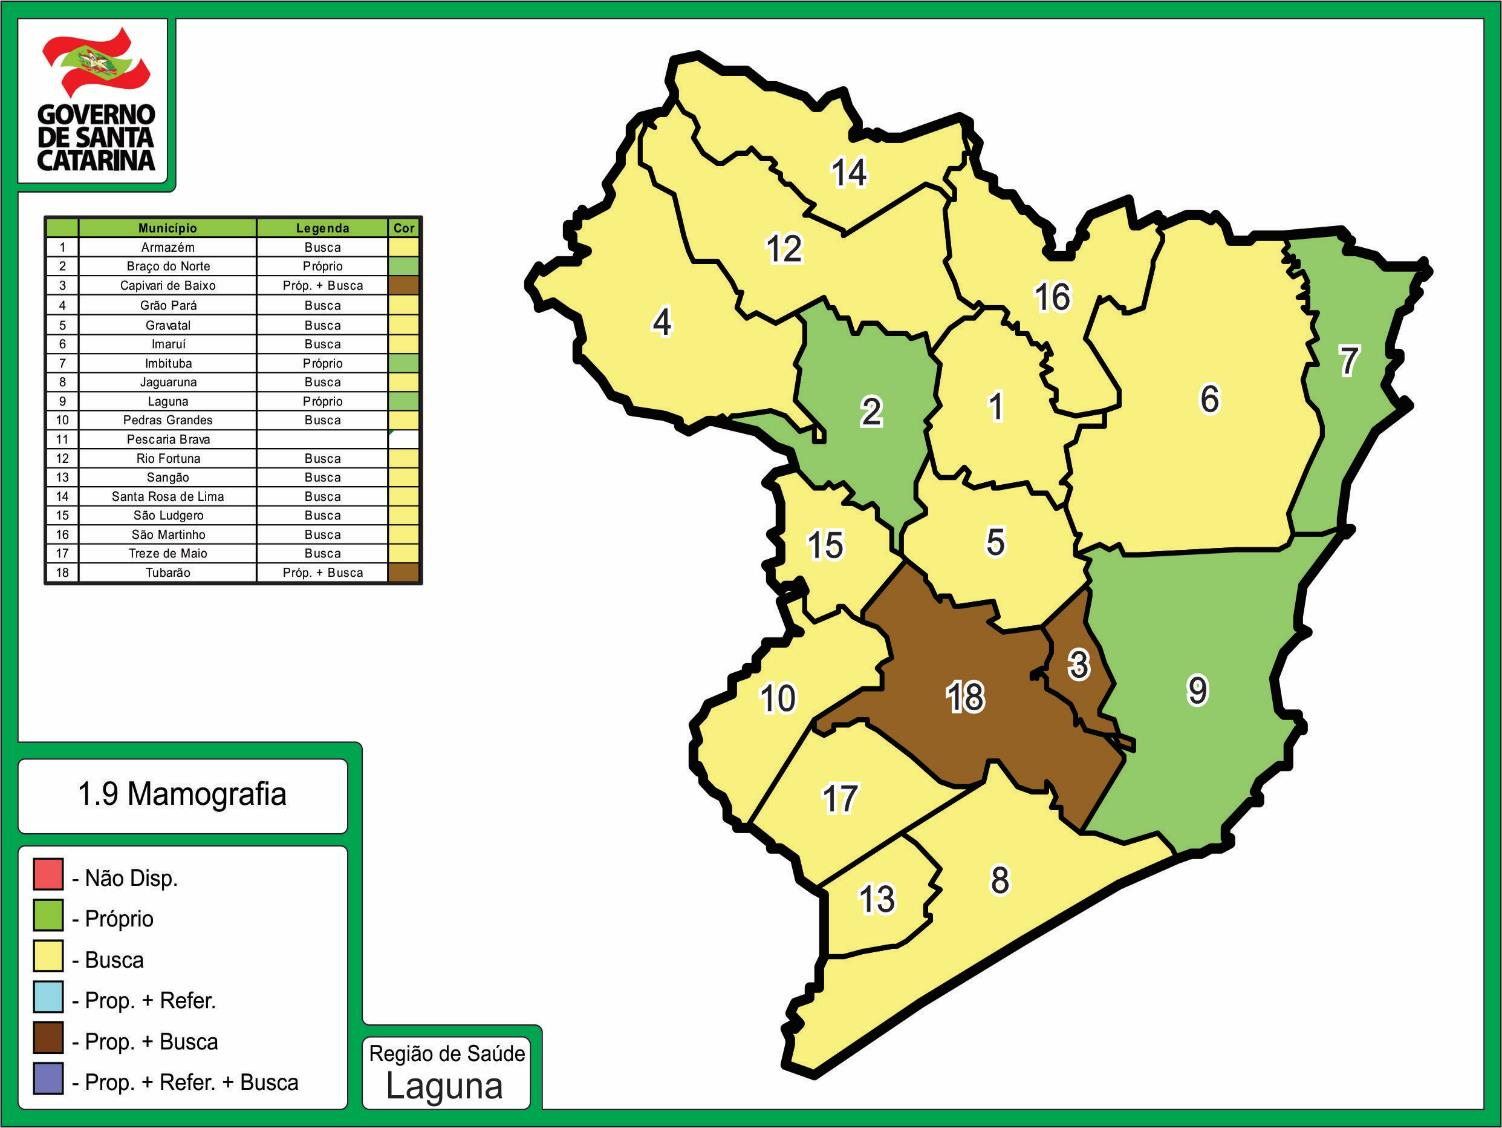 GOVERNO
DE SANTA
CATARINA
Município Legenda Cor
1 Armazém Busca
2 Braço do Norte Próprio
3 Capivari de Baixo Próp. + Busca
4 Grão Pará Busca
5 Gravatal Busca
6 Imaruí Busca
7 Imbituba Próprio
8 Jaguaruna Busca
9 Laguna Próprio
10 Pedras Grandes Busca
11 Pescaria Brava
12 Rio Fortuna Busca
13 Sangão Busca
14 Santa Rosa de Lima Busca
15 São Ludgero Busca
16 São Martinho Busca
17 Treze de Maio Busca
18 Tubarão Próp. + Busca
14
12
16
4
7
6
1
2
5
15
3
9
18
10
17
8
13
1.9 Mamografia
- Não Disp.
- Próprio
- Busca
- Prop. + Refer.
- Prop. + Busca
- Prop. + Refer. + Busca
Região de Saúde
Laguna